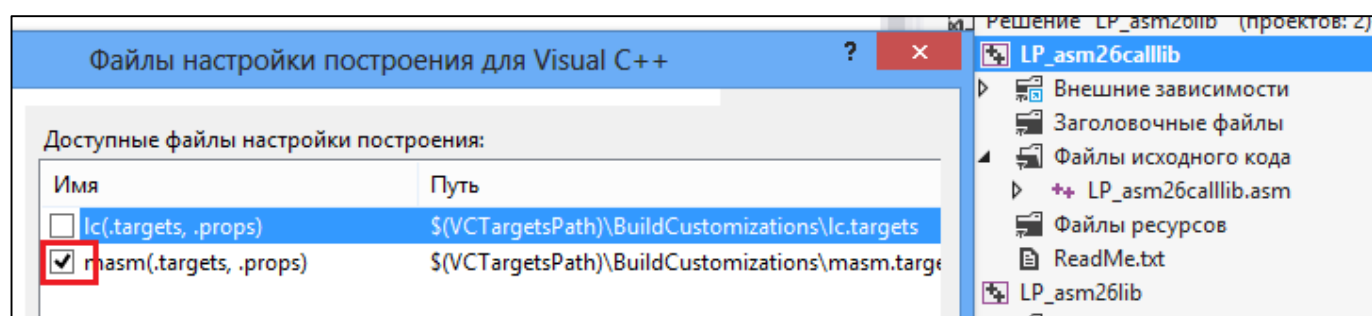 Файлы настройки построения для Visual C++
?
Доступные файлы настройки построения:
Имя Путь
lc(.targets, .props) $(VCTargetsPath)\BuildCustomizations\lc.targets
masm(.targets, .props) $(VCTargetsPath)\BuildCustomizations\masm.targe
Решение "LP_asm26lib" (проектов: 2)
LP_asm26calllib
Внешние зависимости
Заголовочные файлы
Файлы исходного кода
LP_asm26calllib.asm
Файлы ресурсов
ReadMe.txt
LP_asm26lib